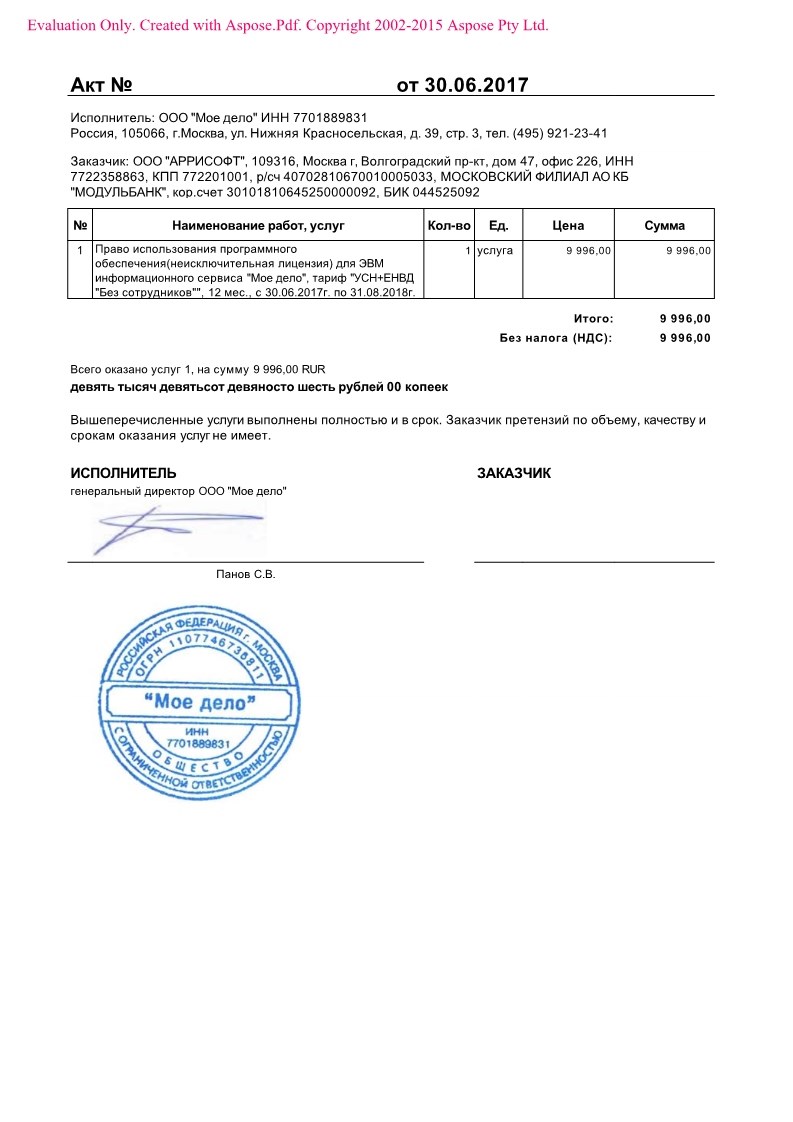 Evaluation Only. Created with Aspose.Pdf. Copyright 2002-2015 Aspose Pty Ltd.
Акт № от 30.06.2017
Исполнитель: ООО "Мое дело" ИНН 7701889831
Россия, 105066, г.Москва, ул. Нижняя Красносельская, д. 39, стр. 3, тел. (495) 921-23-41
Заказчик: ООО "АРРИСОФТ", 109316, Москва г, Волгоградский пр-кт, дом 47, офис 226, ИНН
7722358863, КПП 772201001, р/сч 40702810670010005033, МОСКОВСКИЙ ФИЛИАЛ АО КБ
"МОДУЛЬБАНК", кор.счет 30101810645250000092, БИК 044525092
№ Наименование работ, услуг Кол-во Ед. Цена Сумма
1 Право использования программного 1 услуга 9 996,00 9 996,00
обеспечения(неисключительная лицензия) для ЭВМ
информационного сервиса "Мое дело", тариф "УСН+ЕНВД
"Без сотрудников"", 12 мес., с 30.06.2017г. по 31.08.2018г.
Итого: 9 996,00
Без налога (НДС): 9 996,00
Всего оказано услуг 1, на сумму 9 996,00 RUR
девять тысяч девятьсот девяносто шесть рублей 00 копеек
Вышеперечисленные услуги выполнены полностью и в срок. Заказчик претензий по объему, качеству и
срокам оказания услуг не имеет.
ИСПОЛНИТЕЛЬ ЗАКАЗЧИК
генеральный директор ООО "Мое дело"
Панов С.В.
РОССИЙСКАЯ ФЕДЕРАЦИЯ г. МОСКВА
ОГРН 1107746735811
"Мое дело"
ИНН
7701889831
ОБЩЕСТВО
С ОГРАНИЧЕННОЙ ОТВЕТСТВЕННОСТЬЮ